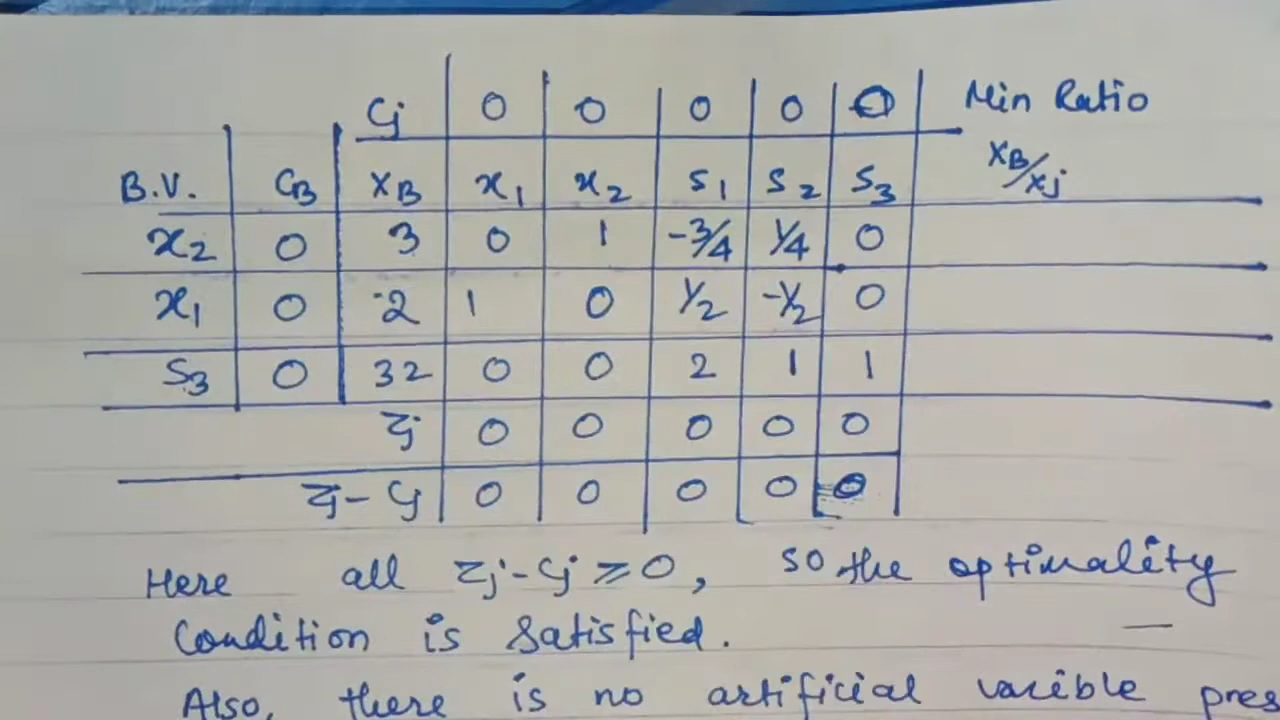 Cj 0 0 0 0 0 Min Ratio
B.V. CB XB x1 x2 S1 S2 S3 XB/xj
x2 0 3 0 1 -3/4 1/4 0
x1 0 2 1 0 1/2 -1/2 0
S3 0 32 0 0 2 1 1
Zj 0 0 0 0 0
Zj-Cj 0 0 0 0 0
Here all Zj-Cj ≥ 0, so the optimality
Condition is satisfied.
Also, there is no artificial varible pres